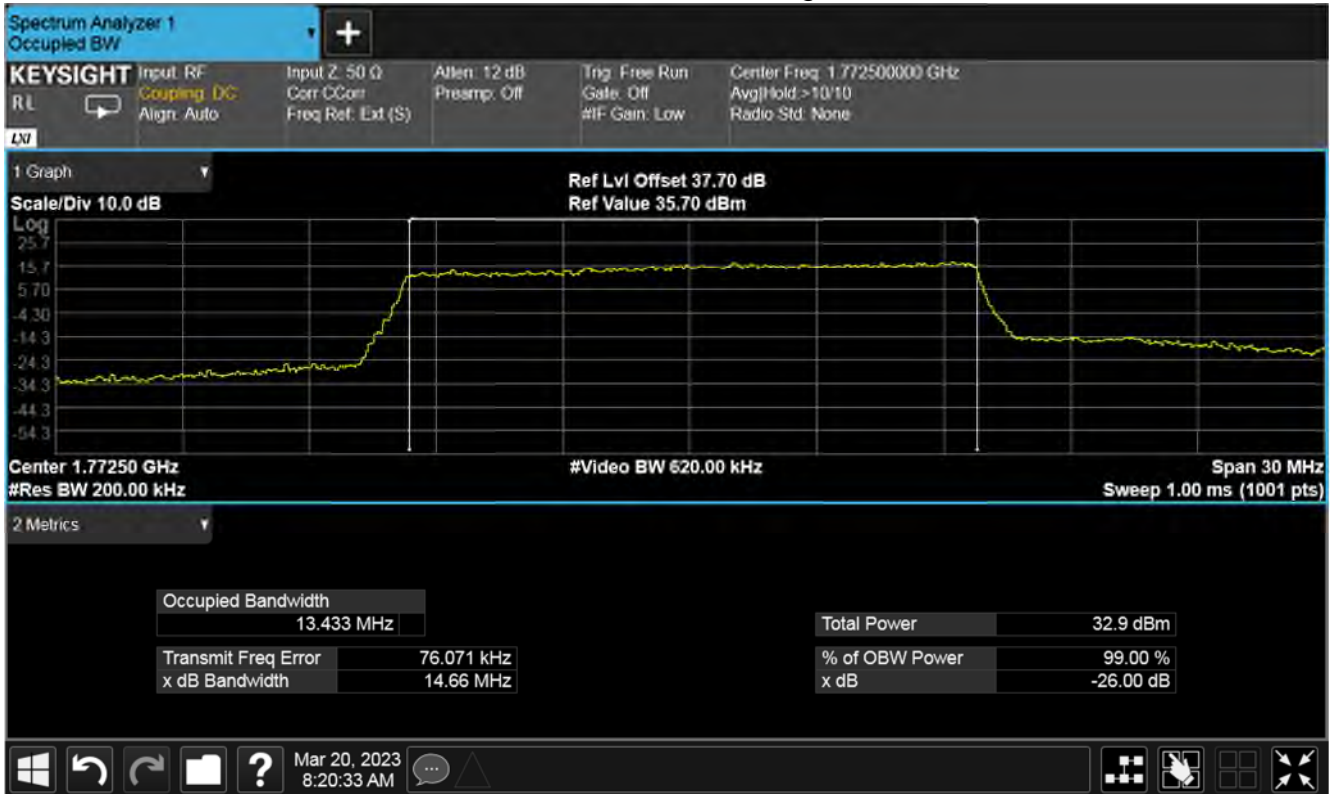 Spectrum Analyzer 1
Occupied BW
+
KEYSIGHT
RL
LXI
Input: RF
Coupling: DC
Align: Auto
Input Z: 50 Ω
Corr CCorr
Freq Ref: Ext (S)
Atten: 12 dB
Preamp: Off
Trig: Free Run
Gate: Off
#IF Gain: Low
Center Freq: 1.772500000 GHz
Avg|Hold:>10/10
Radio Std: None
1 Graph
Scale/Div 10.0 dB
Ref Lvl Offset 37.70 dB
Ref Value 35.70 dBm
Log
25.7
15.7
5.70
-4.30
-14.3
-24.3
-34.3
-44.3
-54.3
Center 1.77250 GHz
#Res BW 200.00 kHz
#Video BW 620.00 kHz
Span 30 MHz
Sweep 1.00 ms (1001 pts)
2 Metrics
Occupied Bandwidth
13.433 MHz
Transmit Freq Error 76.071 kHz
x dB Bandwidth 14.66 MHz
Total Power 32.9 dBm
% of OBW Power 99.00 %
x dB -26.00 dB
?
Mar 20, 2023
8:20:33 AM